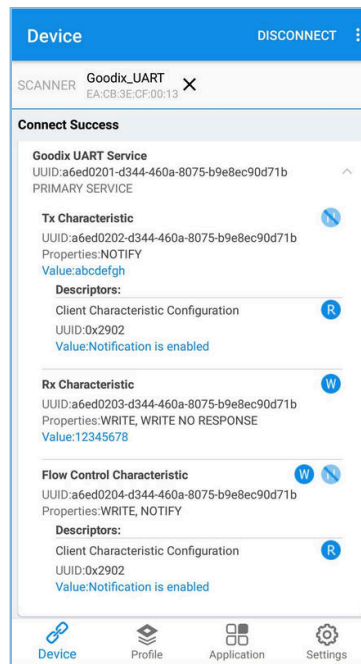 Device DISCONNECT
SCANNER Goodix_UART
EA:CB:3E:CF:00:13
Connect Success
Goodix UART Service
UUID:a6ed0201-d344-460a-8075-b9e8ec90d71b
PRIMARY SERVICE
Tx Characteristic
UUID:a6ed0202-d344-460a-8075-b9e8ec90d71b
Properties:NOTIFY
Value:abcdefgh
Descriptors:
Client Characteristic Configuration R
UUID:0x2902
Value:Notification is enabled
Rx Characteristic W
UUID:a6ed0203-d344-460a-8075-b9e8ec90d71b
Properties:WRITE, WRITE NO RESPONSE
Value:12345678
Flow Control Characteristic W N
UUID:a6ed0204-d344-460a-8075-b9e8ec90d71b
Properties:WRITE, NOTIFY
Descriptors:
Client Characteristic Configuration R
UUID:0x2902
Value:Notification is enabled
Device Profile Application Settings